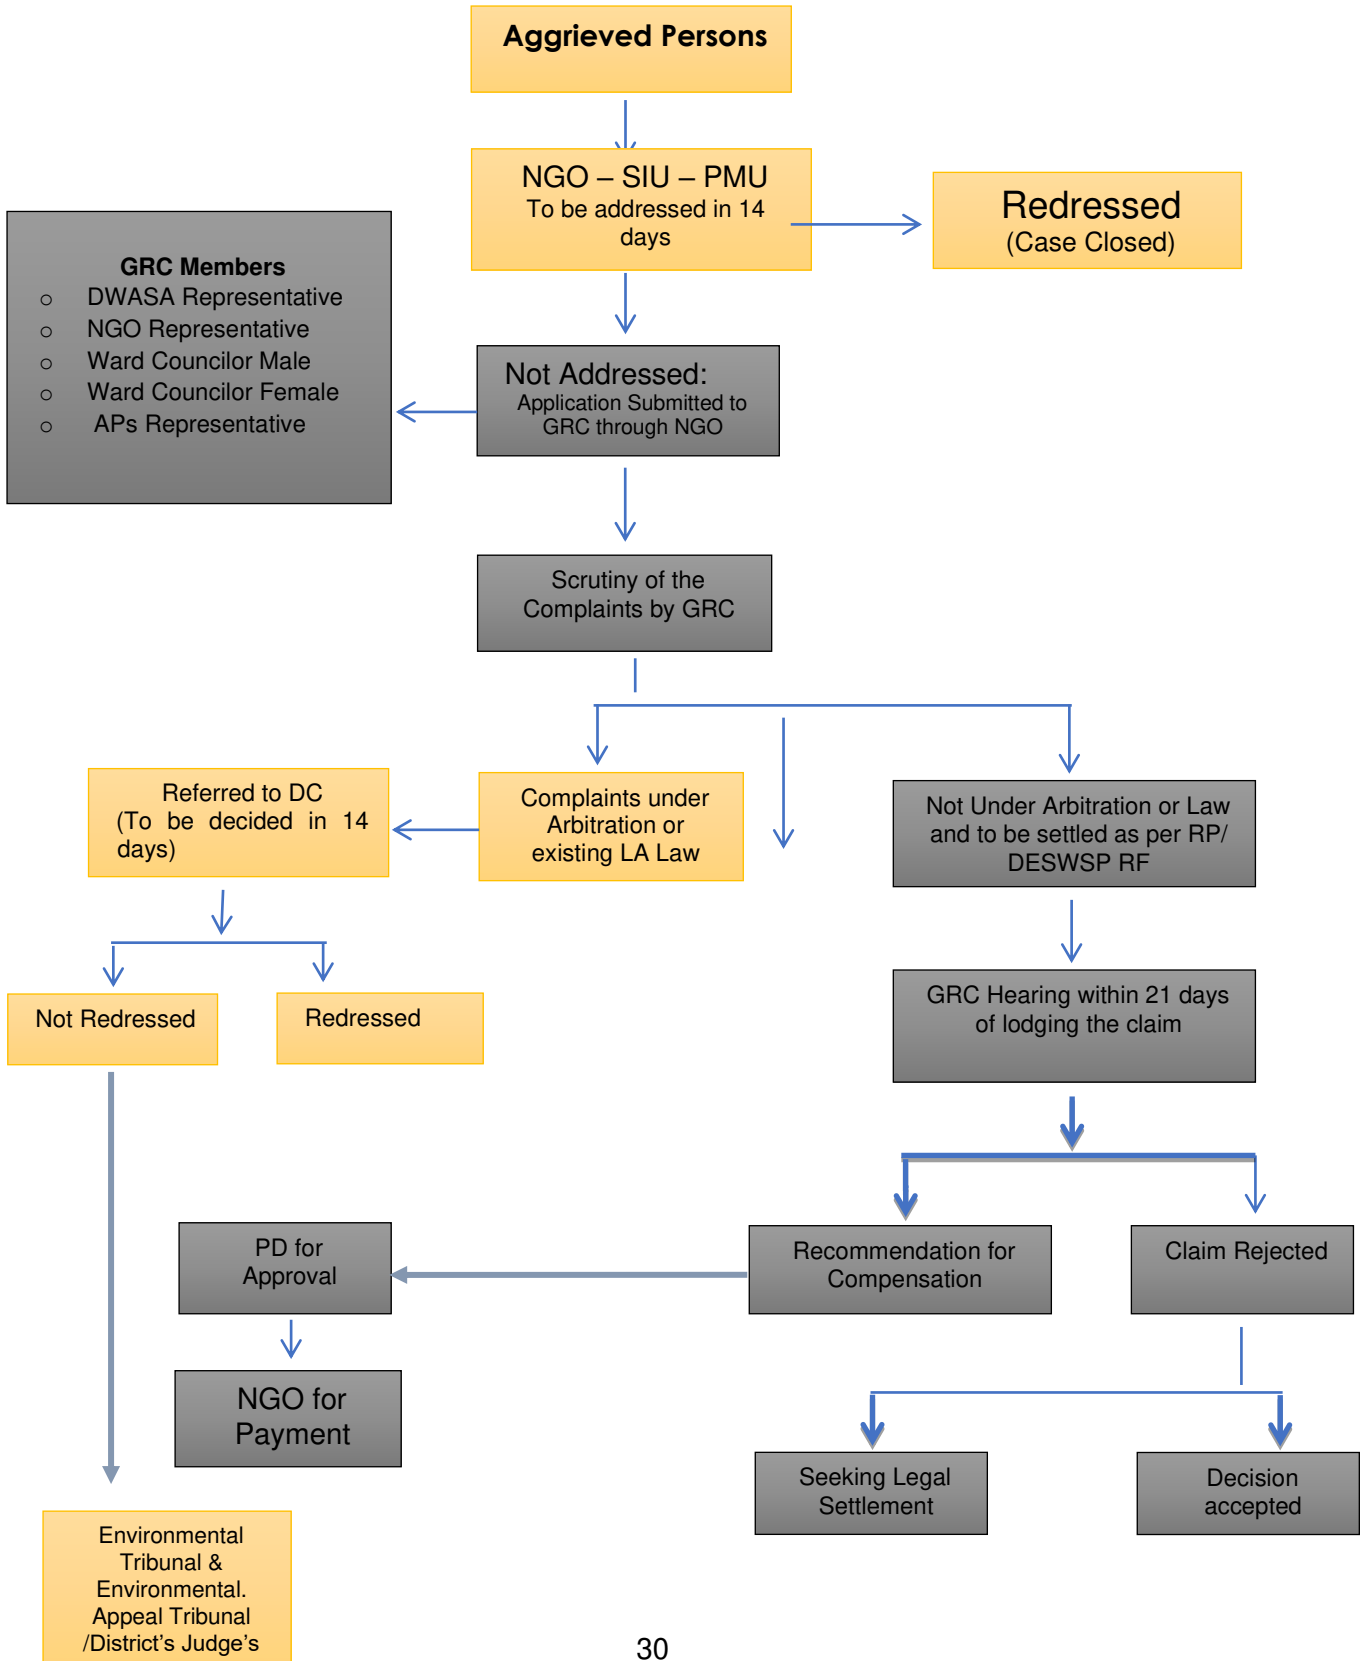 Aggrieved Persons
NGO – SIU – PMU
To be addressed in 14
days
Redressed
(Case Closed)
GRC Members
o DWASA Representative
o NGO Representative
o Ward Councilor Male
o Ward Councilor Female
o APs Representative
Not Addressed:
Application Submitted to
GRC through NGO
Scrutiny of the
Complaints by GRC
Referred to DC
(To be decided in 14
days)
Complaints under
Arbitration or
existing LA Law
Not Under Arbitration or Law
and to be settled as per RP/
DESWSP RF
Not Redressed
Redressed
GRC Hearing within 21 days
of lodging the claim
PD for
Approval
Recommendation for
Compensation
Claim Rejected
NGO for
Payment
Seeking Legal
Settlement
Decision
accepted
Environmental
Tribunal &
Environmental.
Appeal Tribunal
/District's Judge's
30